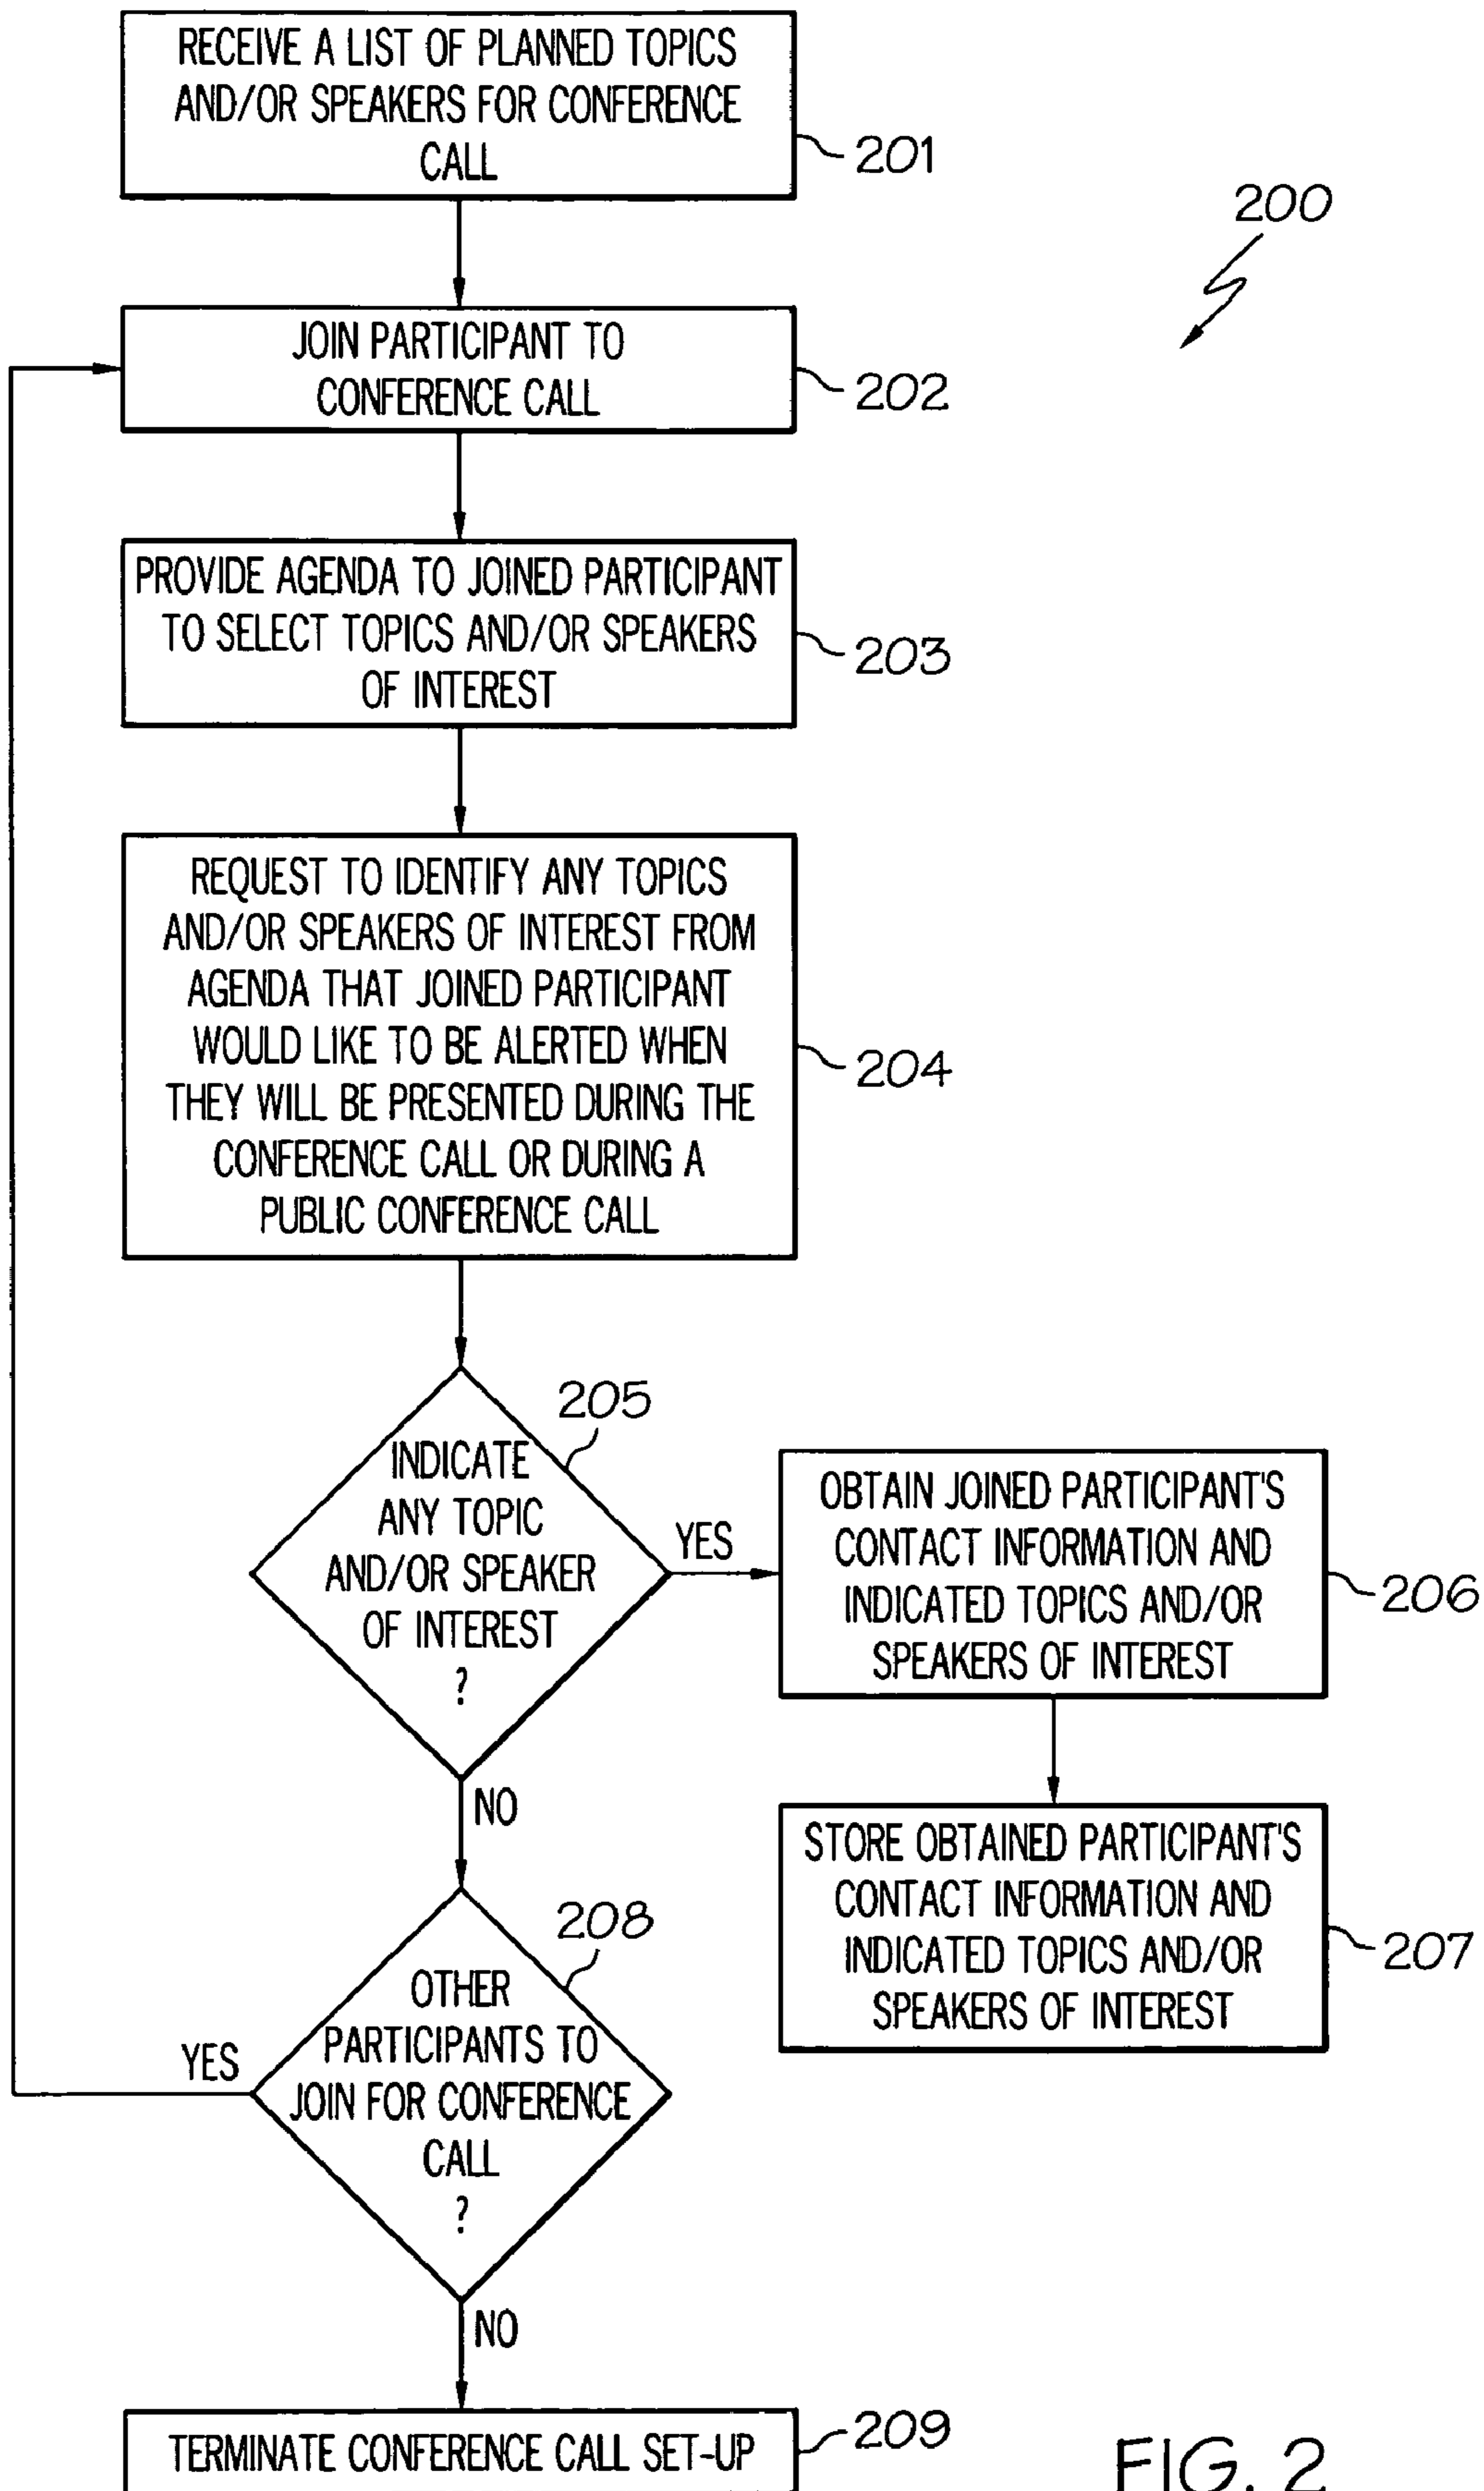 RECEIVE A LIST OF PLANNED TOPICS
AND/OR SPEAKERS FOR CONFERENCE
CALL
201
200
JOIN PARTICIPANT TO
CONFERENCE CALL
202
PROVIDE AGENDA TO JOINED PARTICIPANT
TO SELECT TOPICS AND/OR SPEAKERS
OF INTEREST
203
REQUEST TO IDENTIFY ANY TOPICS
AND/OR SPEAKERS OF INTEREST FROM
AGENDA THAT JOINED PARTICIPANT
WOULD LIKE TO BE ALERTED WHEN
THEY WILL BE PRESENTED DURING THE
CONFERENCE CALL OR DURING A
PUBLIC CONFERENCE CALL
204
205
INDICATE
ANY TOPIC
AND/OR SPEAKER
OF INTEREST
?
YES
OBTAIN JOINED PARTICIPANT'S
CONTACT INFORMATION AND
INDICATED TOPICS AND/OR
SPEAKERS OF INTEREST
206
NO
STORE OBTAINED PARTICIPANT'S
CONTACT INFORMATION AND
INDICATED TOPICS AND/OR
SPEAKERS OF INTEREST
207
208
OTHER
PARTICIPANTS TO
JOIN FOR CONFERENCE
CALL
?
YES
NO
TERMINATE CONFERENCE CALL SET-UP
209
FIG. 2